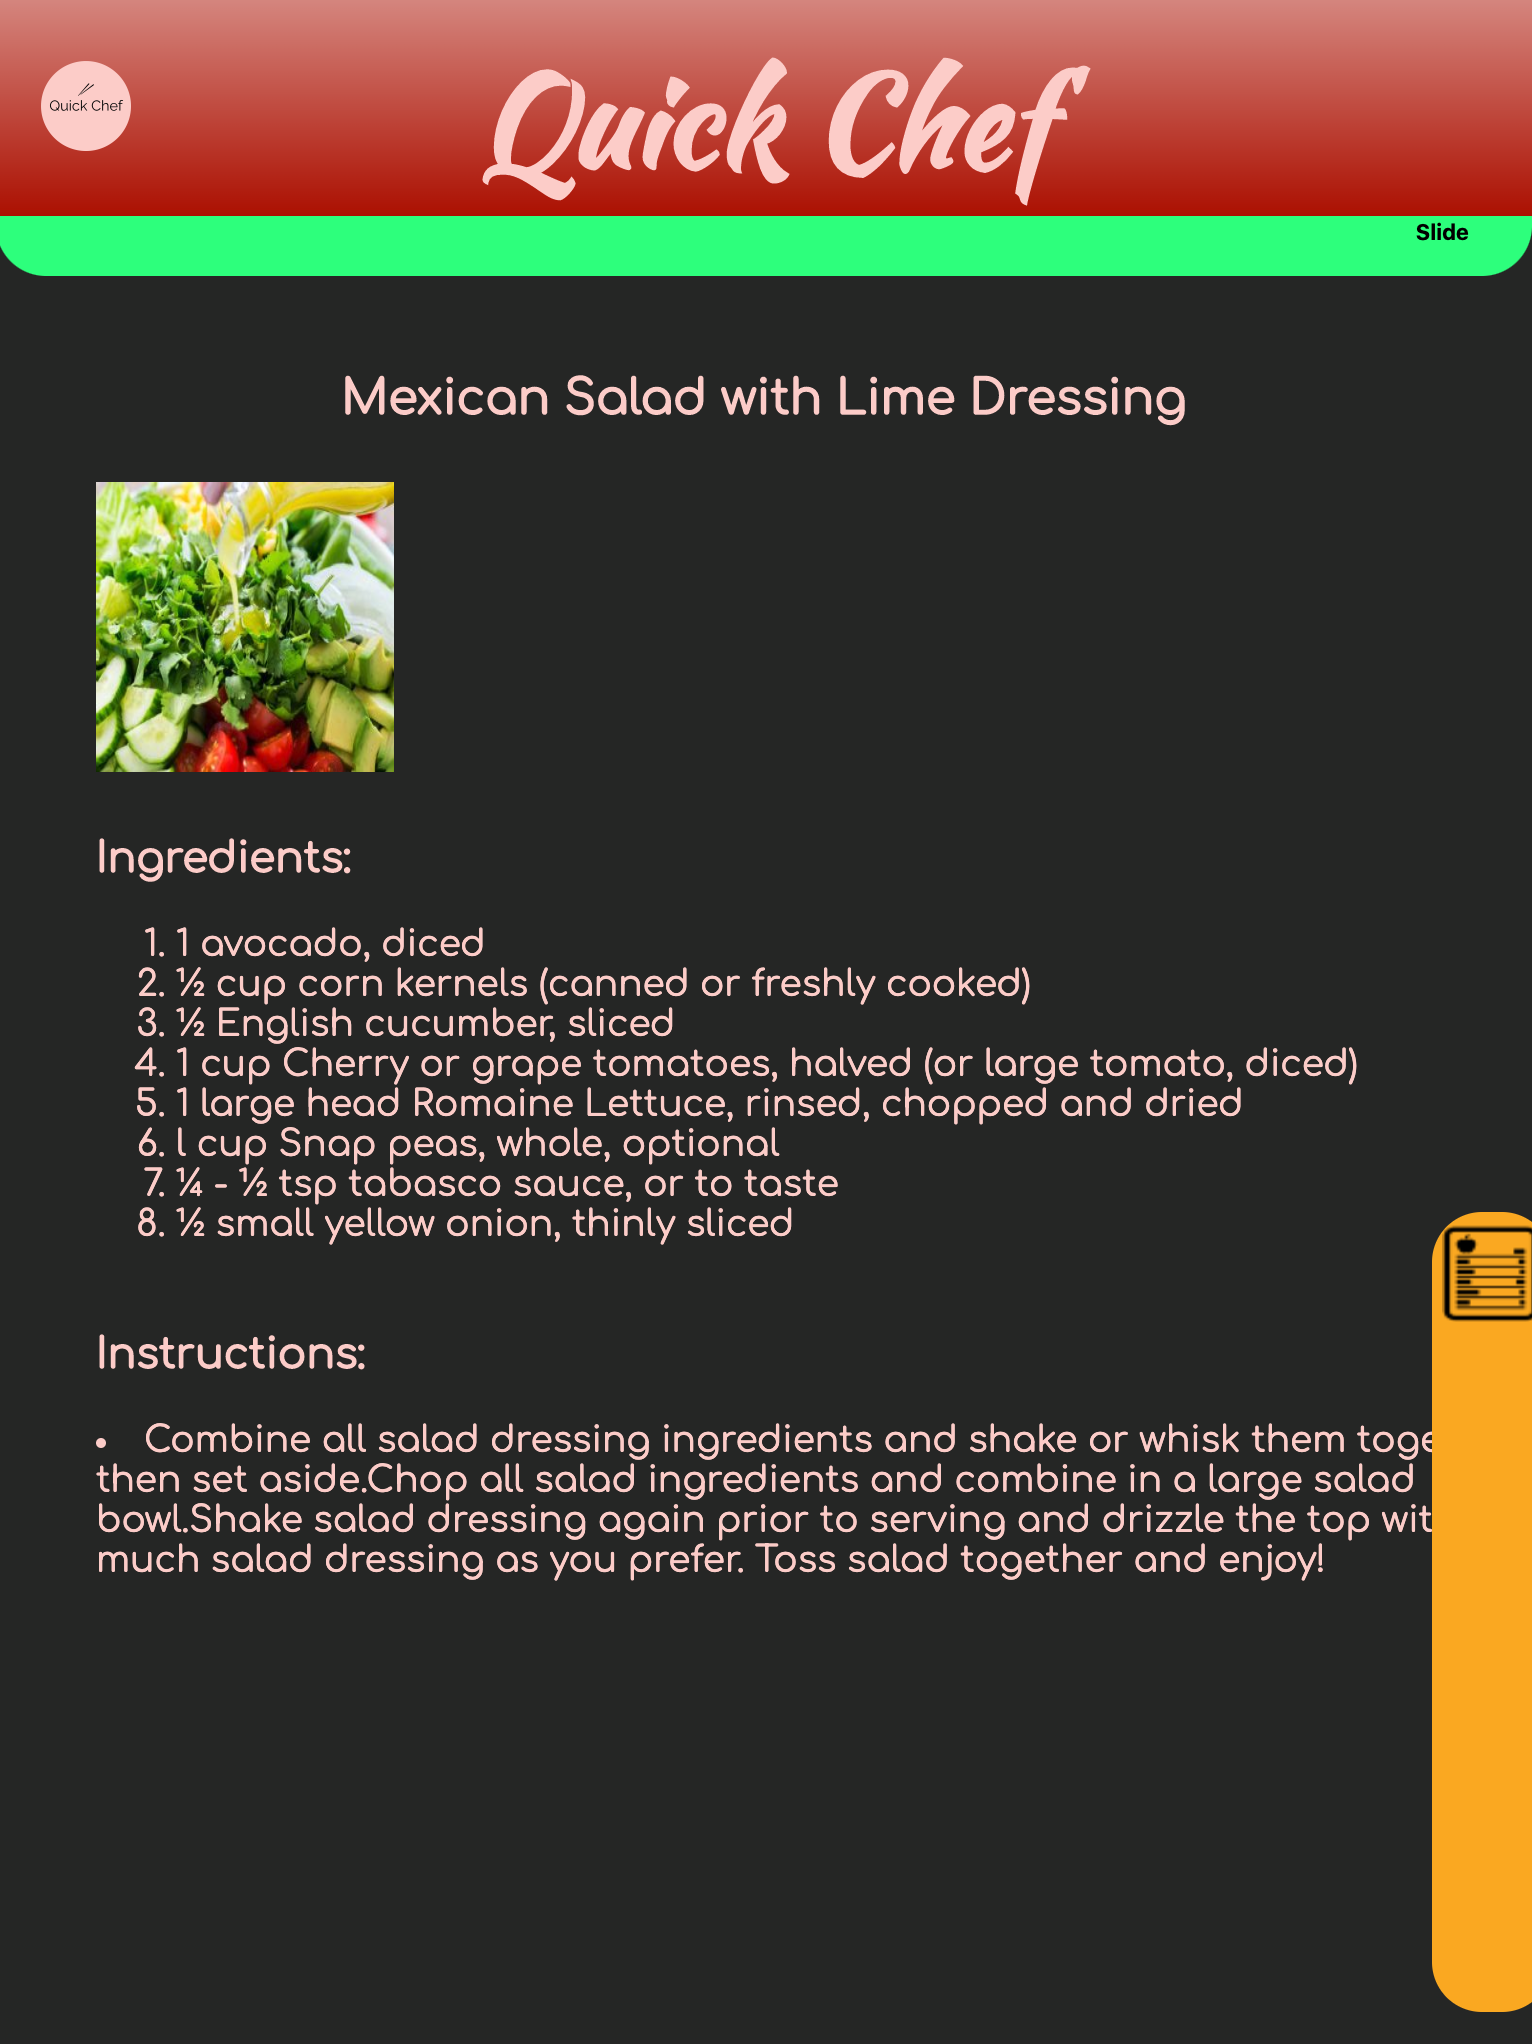 Quick Chef
Quick Chef
Slide
Mexican Salad with Lime Dressing
Ingredients:
1. 1 avocado, diced
2. ½ cup corn kernels (canned or freshly cooked)
3. ½ English cucumber, sliced
4. 1 cup Cherry or grape tomatoes, halved (or large tomato, diced)
5. 1 large head Romaine Lettuce, rinsed, chopped and dried
6. l cup Snap peas, whole, optional
7. ¼ - ½ tsp tabasco sauce, or to taste
8. ½ small yellow onion, thinly sliced
Instructions:
• Combine all salad dressing ingredients and shake or whisk them toge
then set aside.Chop all salad ingredients and combine in a large salad
bowl.Shake salad dressing again prior to serving and drizzle the top wit
much salad dressing as you prefer. Toss salad together and enjoy!